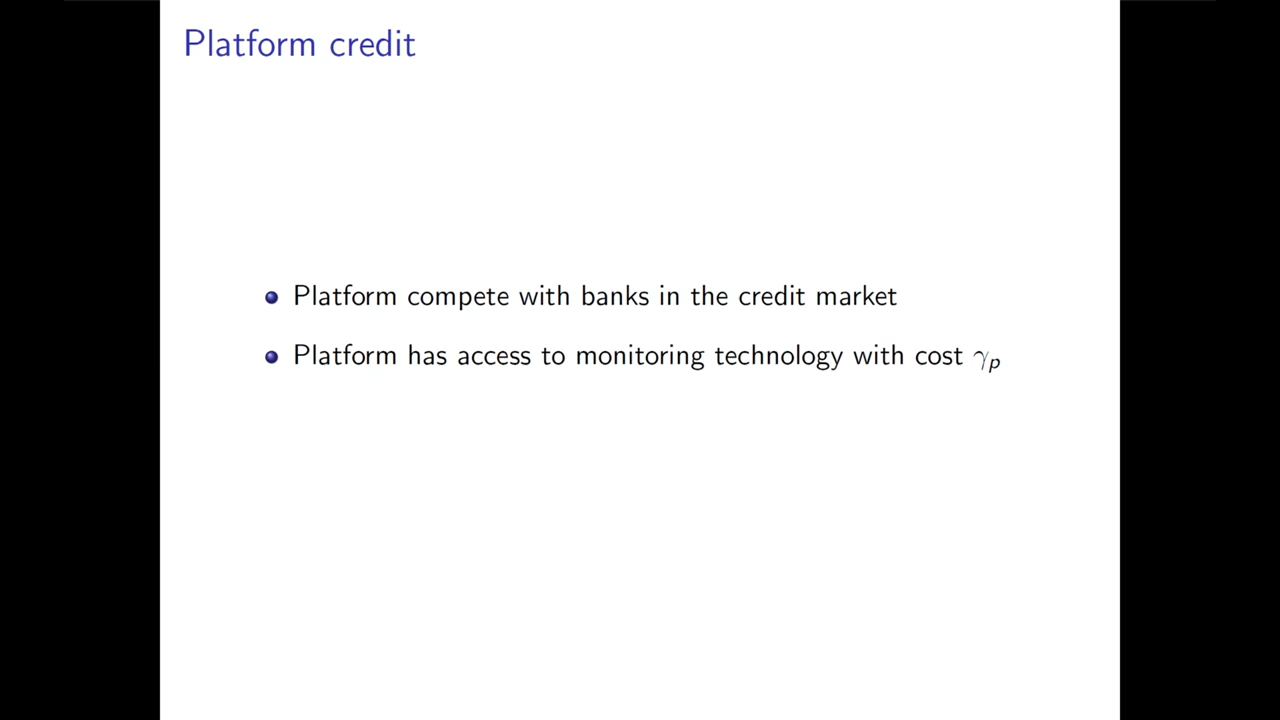 Platform credit
Platform compete with banks in the credit market
Platform has access to monitoring technology with cost γₚ